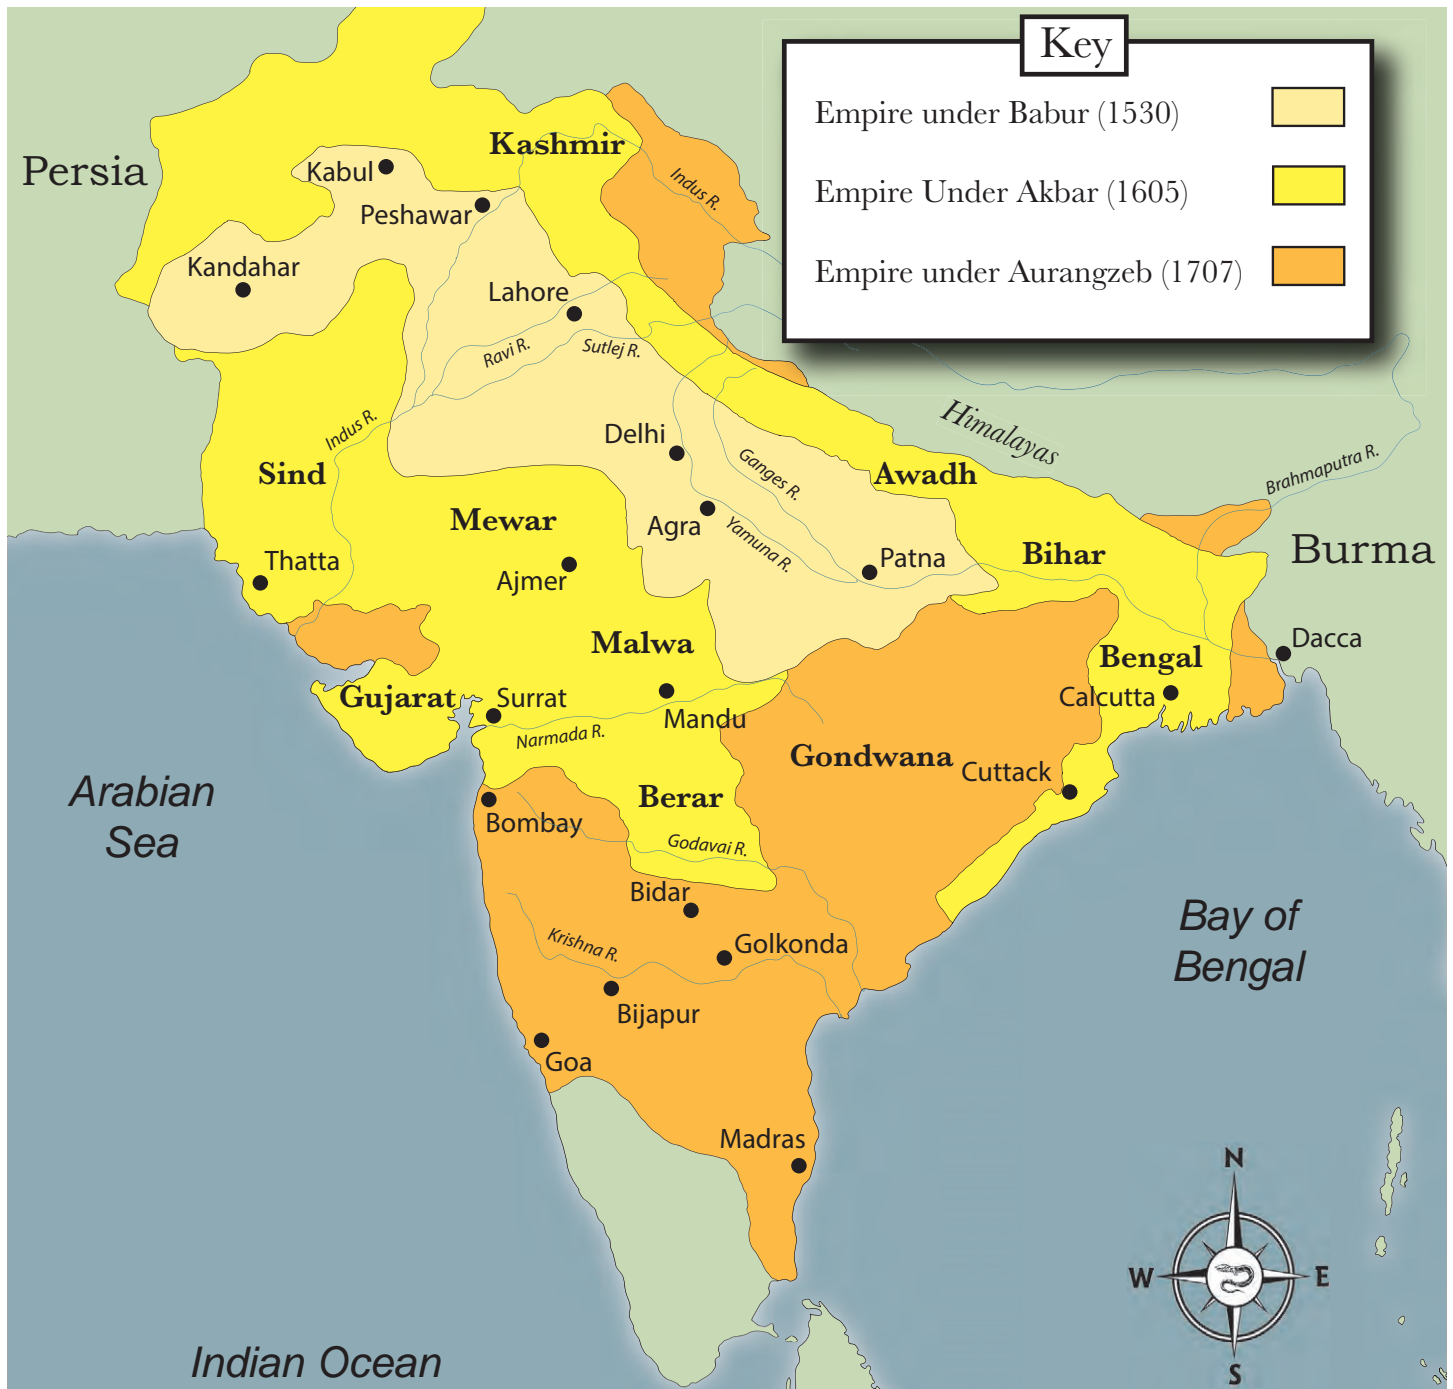 Key
Empire under Babur (1530)
Empire Under Akbar (1605)
Empire under Aurangzeb (1707)
Persia
Kashmir
Kabul
Indus R.
Peshawar
Kandahar
Lahore
Ravi R.
Sutlej R.
Himalayas
Indus R.
Delhi
Ganges R.
Awadh
Brahmaputra R.
Sind
Mewar
Agra
Yamuna R.
Patna
Bihar
Burma
Thatta
Ajmer
Malwa
Bengal
Dacca
Gujarat
Surrat
Mandu
Calcutta
Narmada R.
Gondwana
Cuttack
Arabian
Sea
Berar
Bombay
Godavai R.
Bidar
Krishna R.
Golkonda
Bay of
Bengal
Bijapur
Goa
Madras
N
W
E
S
Indian Ocean